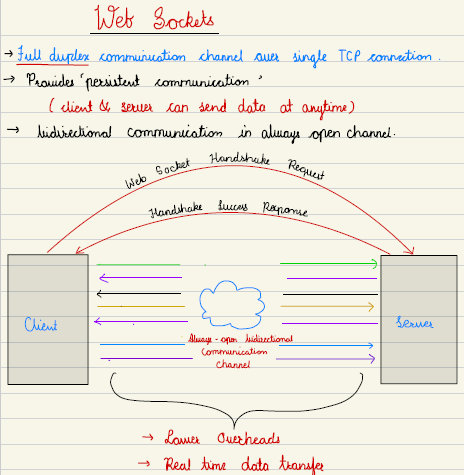 Web Sockets
→ Full duplex communication channel over single TCP connection.
→ Provides 'persistent communication'
(client & server can send data at anytime)
→ bidirectional communication in always open channel.
Web Socket Handshake Request
Handshake Success Response
Client
Server
Always-open bidirectional
Communication
Channel
→ Lower Overheads
→ Real time data transfer